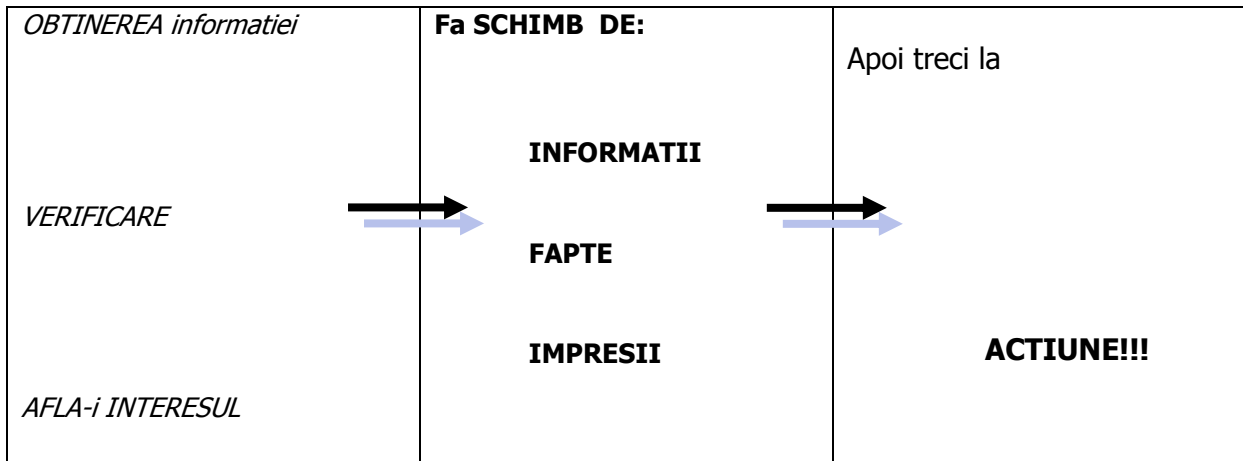 OBTINEREA informatiei
VERIFICARE
AFLA-i INTERESUL
Fa SCHIMB DE:
INFORMATII
FAPTE
IMPRESII
Apoi treci la
ACTIUNE!!!